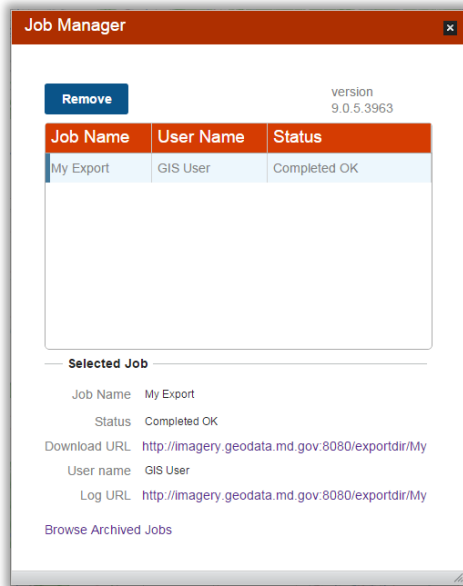 Job Manager
Remove
version
9.0.5.3963
Job Name User Name Status
My Export GIS User Completed OK
Selected Job
Job Name My Export
Status Completed OK
Download URL http://imagery.geodata.md.gov:8080/exportdir/My
User name GIS User
Log URL http://imagery.geodata.md.gov:8080/exportdir/My
Browse Archived Jobs